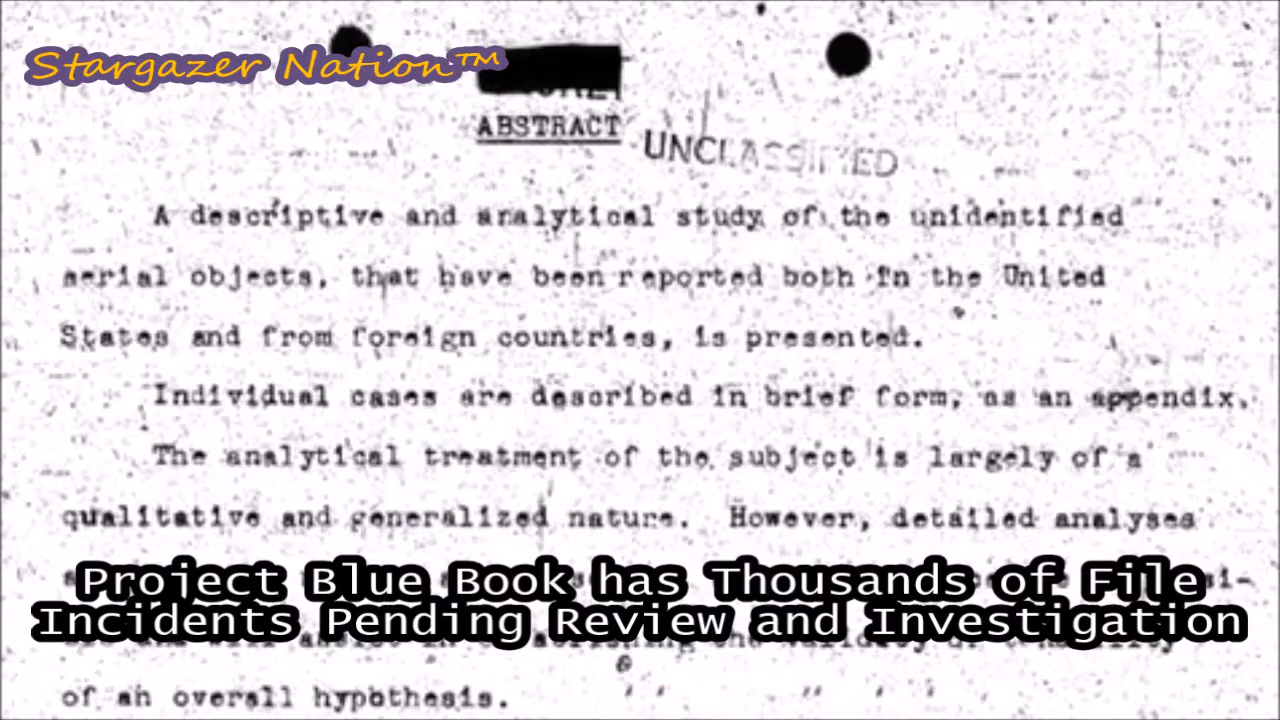 Stargazer Nation™
ABSTRACT
UNCLASSIFIED
A descriptive and analytical study of the unidentified
aerial objects, that have been reported both in the United
States and from foreign countries, is presented.
Individual cases are described in brief form, as an appendix.
The analytical treatment of the subject is largely of a
qualitative and generalized nature. However, detailed analyses
Project Blue Book has Thousands of File
Incidents Pending Review and Investigation
of an overall hypothesis.